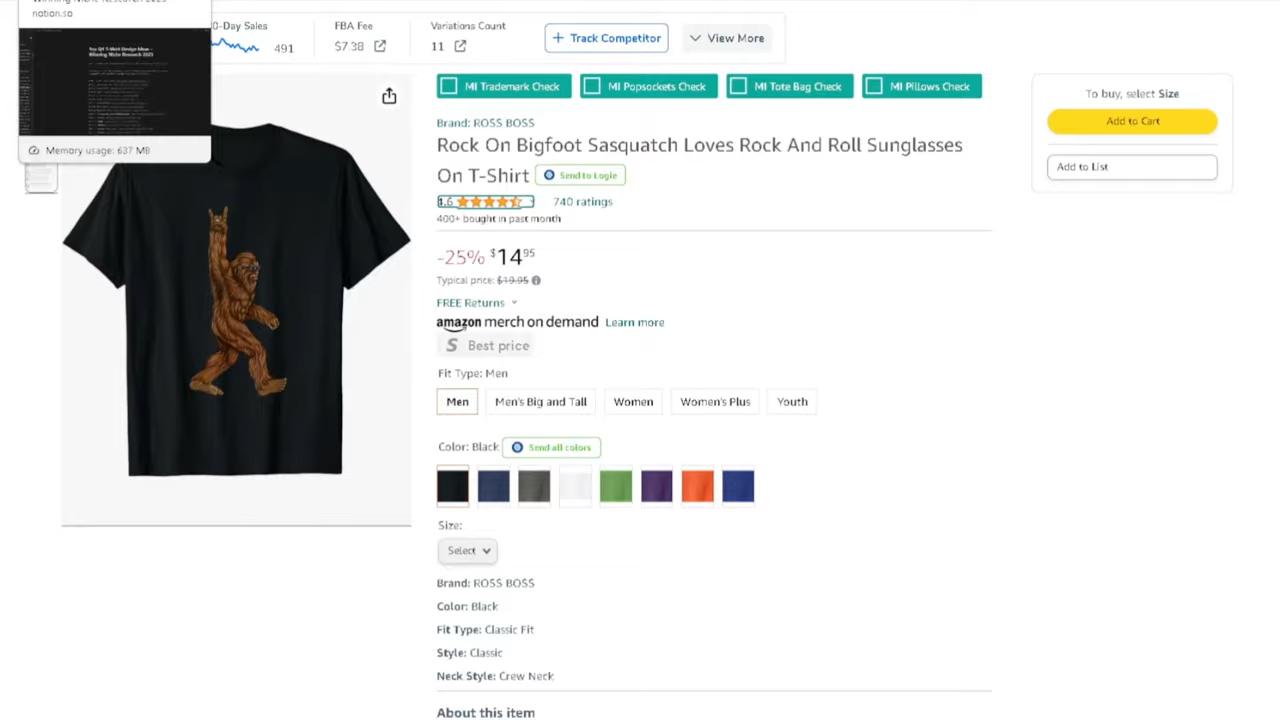 notion.so
0-Day Sales
491
FBA Fee
$7.38
Variations Count
11
+ Track Competitor
View More
Memory usage: 637 MB
MI Trademark Check
MI Popsockets Check
MI Tote Bag Check
MI Pillows Check
Brand: ROSS BOSS
Rock On Bigfoot Sasquatch Loves Rock And Roll Sunglasses
On T-Shirt
Send to Logie
4.6
740 ratings
400+ bought in past month
-25% $14 95
Typical price: $19.95
FREE Returns
amazon merch on demand Learn more
S Best price
Fit Type: Men
Men
Men's Big and Tall
Women
Women's Plus
Youth
Color: Black
Send all colors
Size:
Select
Brand: ROSS BOSS
Color: Black
Fit Type: Classic Fit
Style: Classic
Neck Style: Crew Neck
About this item
To buy, select Size
Add to Cart
Add to List